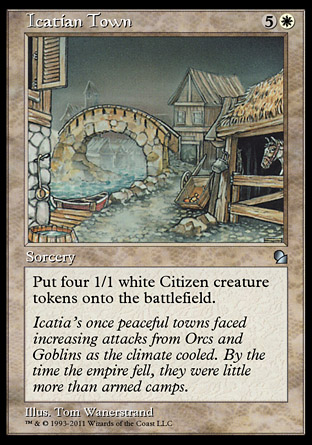 Icatian Town 5
Sorcery
Put four 1/1 white Citizen creature
tokens onto the battlefield.
Icatia's once peaceful towns faced
increasing attacks from Orcs and
Goblins as the climate cooled. By the
time the empire fell, they were little
more than armed camps.
Illus. Tom Wänerstrand
™ & © 1993-2011 Wizards of the Coast LLC